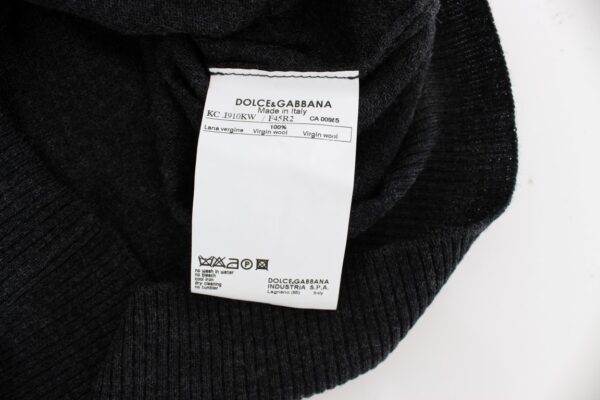 DOLCE&GABBANA
Made in Italy
KC I910KW / F45R2 CA 00965
100%
Lana vergine Virgin wool Virgin wool
no wash in water
no bleach
cool iron
dry cleaning
no tumbler
DOLCE&GABBANA
INDUSTRIA S.P.A.
Legnano (MI) Italy